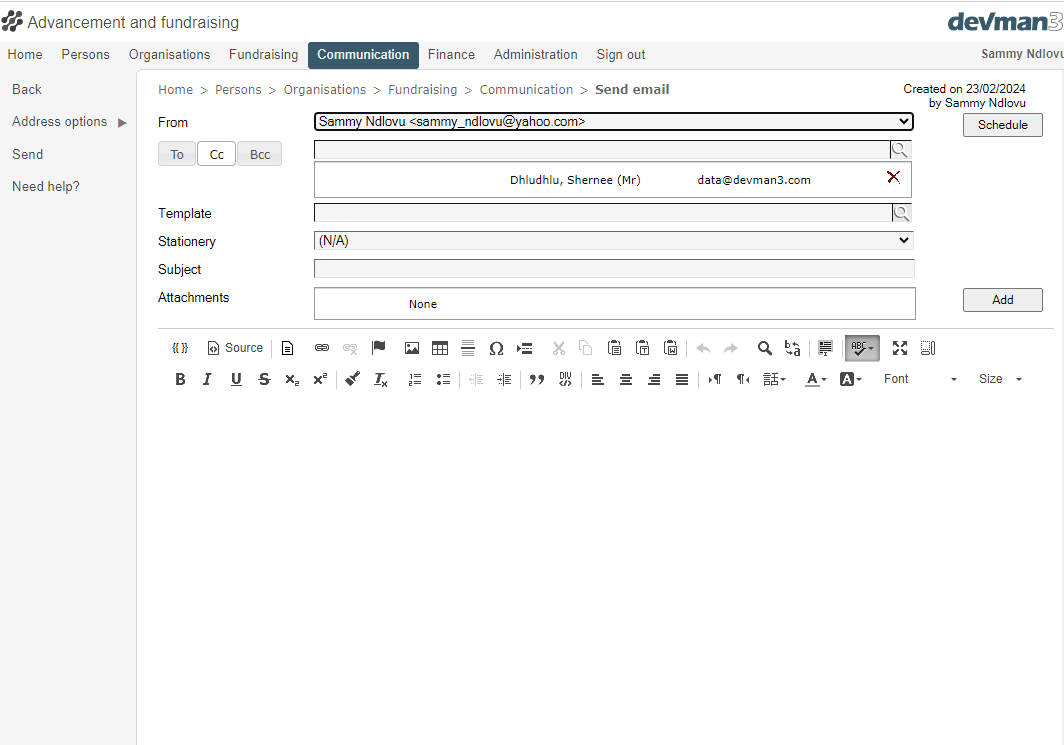 Advancement and fundraising
devman3
Home Persons Organisations Fundraising Communication Finance Administration Sign out Sammy Ndlovu
Back
Address options
Send
Need help?
Home > Persons > Organisations > Fundraising > Communication > Send email
Created on 23/02/2024
by Sammy Ndlovu
From Sammy Ndlovu <sammy_ndlovu@yahoo.com> Schedule
To Cc Bcc
Dhludhlu, Shernee (Mr) data@devman3.com
Template
Stationery (N/A)
Subject
Attachments None Add
Source
Font Size